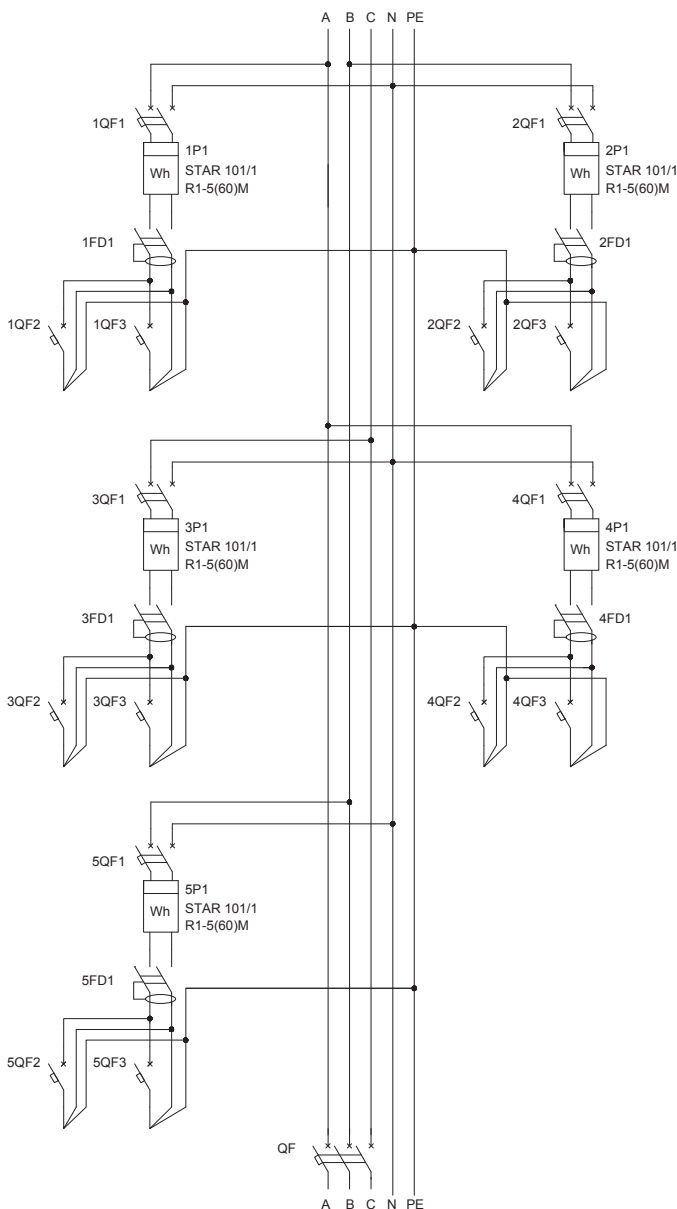 A B C N PE
1QF1
2QF1
1P1
2P1
Wh
STAR 101/1
Wh
STAR 101/1
R1-5(60)M
R1-5(60)M
1FD1
2FD1
1QF2
1QF3
2QF2
2QF3
3QF1
4QF1
3P1
4P1
Wh
STAR 101/1
Wh
STAR 101/1
R1-5(60)M
R1-5(60)M
3FD1
4FD1
3QF2
3QF3
4QF2
4QF3
5QF1
5P1
Wh
STAR 101/1
R1-5(60)M
5FD1
5QF2
5QF3
QF
A B C N PE